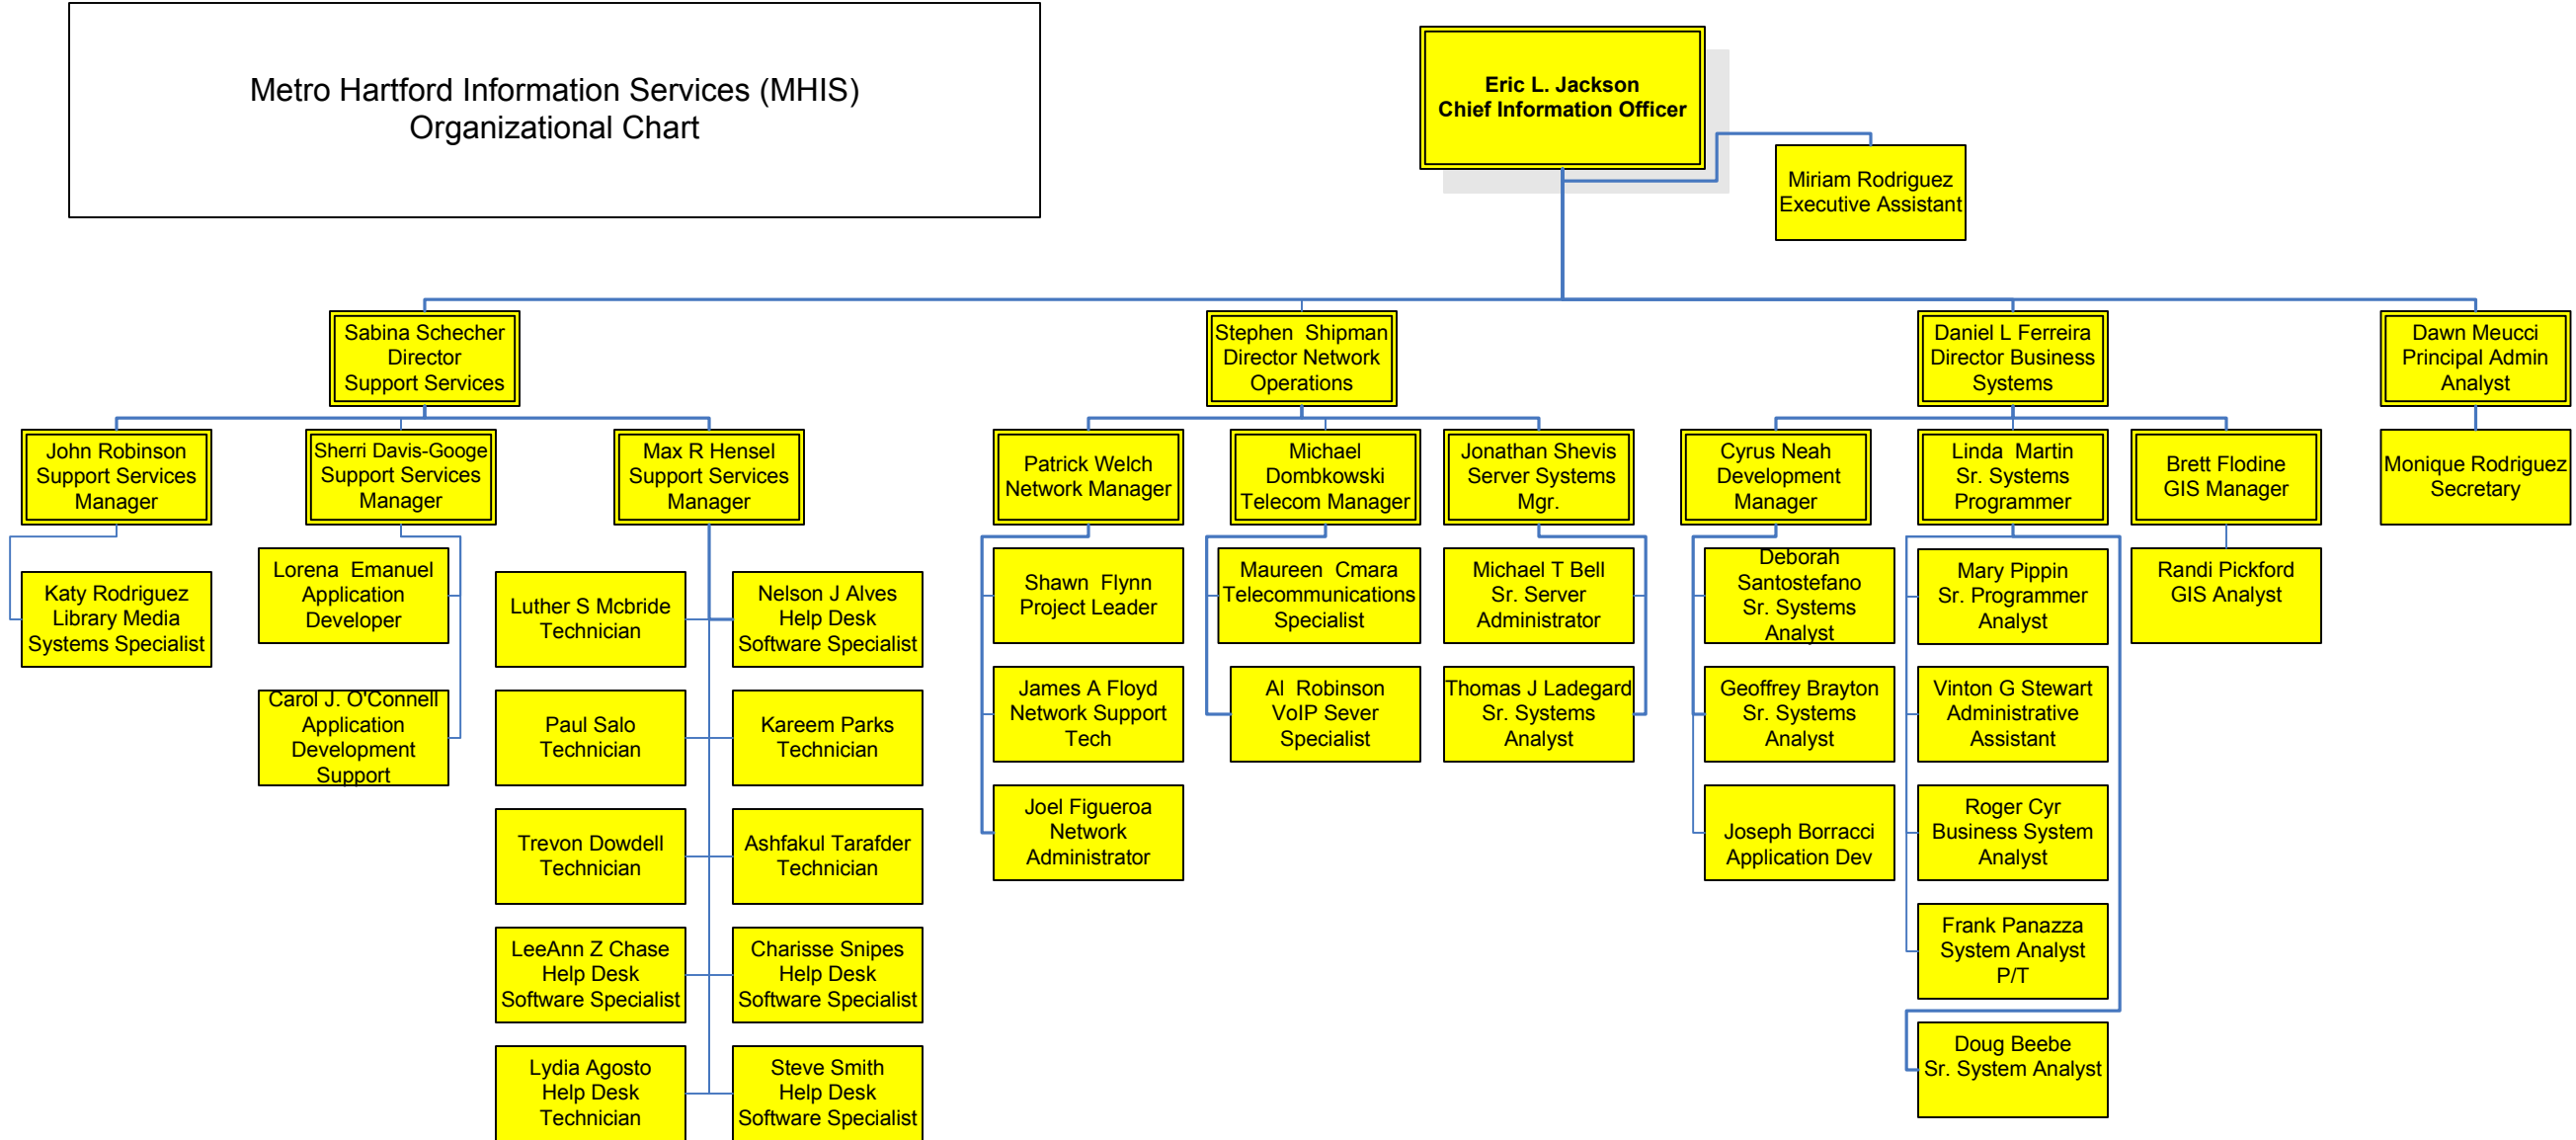 Metro Hartford Information Services (MHIS)
Organizational Chart
Eric L. Jackson
Chief Information Officer
Miriam Rodriguez
Executive Assistant
Sabina Schecher
Director
Support Services
Stephen Shipman
Director Network
Operations
Daniel L Ferreira
Director Business
Systems
Dawn Meucci
Principal Admin
Analyst
John Robinson
Support Services
Manager
Sherri Davis-Googe
Support Services
Manager
Max R Hensel
Support Services
Manager
Patrick Welch
Network Manager
Michael
Dombkowski
Telecom Manager
Jonathan Shevis
Server Systems
Mgr.
Cyrus Neah
Development
Manager
Linda Martin
Sr. Systems
Programmer
Brett Flodine
GIS Manager
Monique Rodriguez
Secretary
Katy Rodriguez
Library Media
Systems Specialist
Lorena Emanuel
Application
Developer
Carol J. O'Connell
Application
Development
Support
Luther S Mcbride
Technician
Nelson J Alves
Help Desk
Software Specialist
Paul Salo
Technician
Kareem Parks
Technician
Trevon Dowdell
Technician
Ashfakul Tarafder
Technician
LeeAnn Z Chase
Help Desk
Software Specialist
Charisse Snipes
Help Desk
Software Specialist
Lydia Agosto
Help Desk
Technician
Steve Smith
Help Desk
Software Specialist
Shawn Flynn
Project Leader
James A Floyd
Network Support
Tech
Joel Figueroa
Network
Administrator
Maureen Cmara
Telecommunications
Specialist
Al Robinson
VoIP Sever
Specialist
Michael T Bell
Sr. Server
Administrator
Thomas J Ladegard
Sr. Systems
Analyst
Deborah
Santostefano
Sr. Systems
Analyst
Geoffrey Brayton
Sr. Systems
Analyst
Joseph Borracci
Application Dev
Mary Pippin
Sr. Programmer
Analyst
Vinton G Stewart
Administrative
Assistant
Roger Cyr
Business System
Analyst
Frank Panazza
System Analyst
P/T
Doug Beebe
Sr. System Analyst
Randi Pickford
GIS Analyst